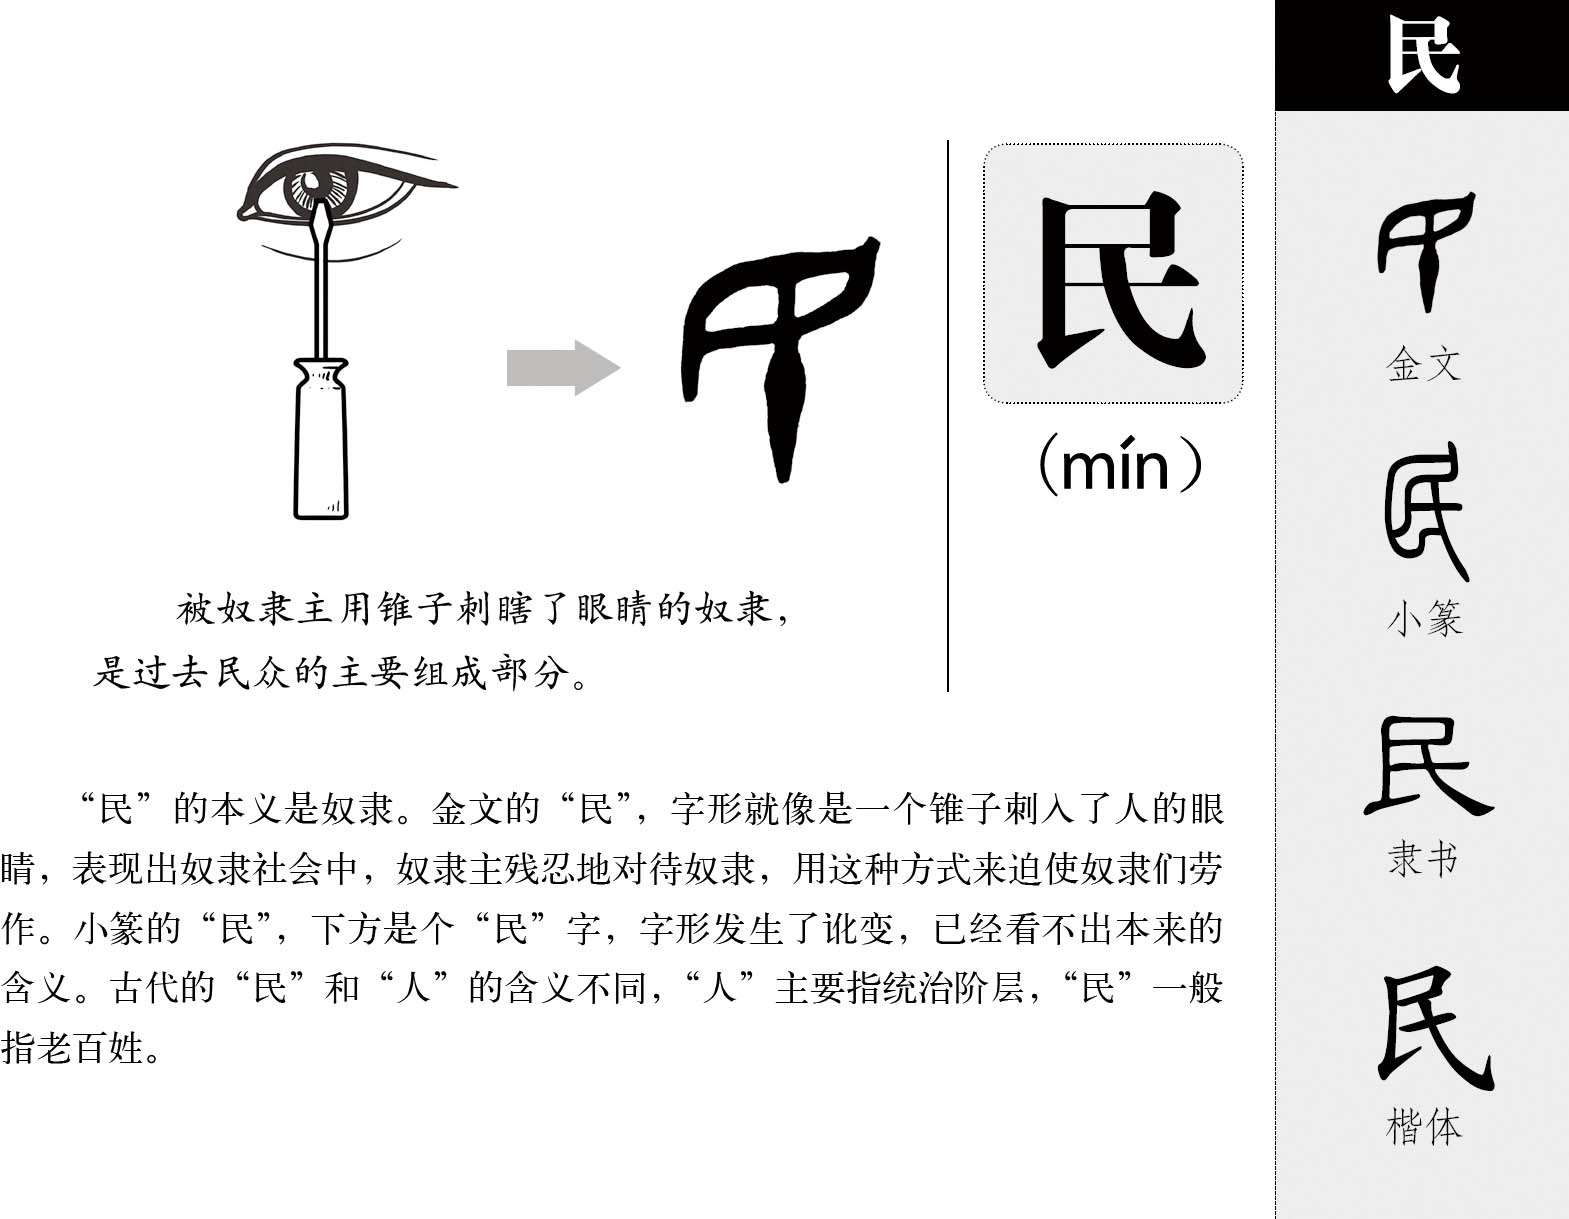 民
(mín)
被奴隶主用锥子刺瞎了眼睛的奴隶，
是过去民众的主要组成部分。
“民”的本义是奴隶。金文的“民”，字形就像是一个锥子刺入了人的眼
睛，表现出奴隶社会中，奴隶主残忍地对待奴隶，用这种方式来迫使奴隶们劳
作。小篆的“民”，下方是个“民”字，字形发生了讹变，已经看不出本来的
含义。古代的“民”和“人”的含义不同，“人”主要指统治阶层，“民”一般
指老百姓。
民
民
金文
民
小篆
民
隶书
民
楷体